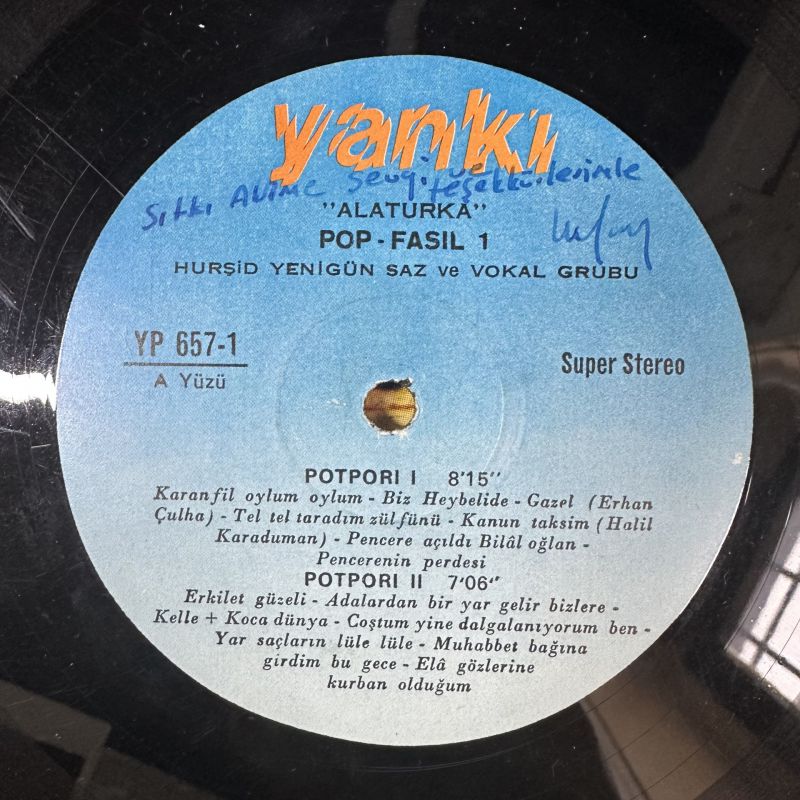 yankı
Sıtkı Abime Sevgi ve teşekkürlerimle
"ALATURKA"
POP - FASIL 1
HURŞİD YENİGÜN SAZ ve VOKAL GRUBU
YP 657-1
A Yüzü
Super Stereo
POTPORİ I 8'15''
Karanfil oylum oylum - Biz Heybelide - Gazel (Erhan
Çulha) - Tel tel taradım zülfünü - Kanun taksim (Halil
Karaduman) - Pencere açıldı Bilâl oğlan -
Pencerenin perdesi
POTPORİ II 7'06''
Erkilet güzeli - Adalardan bir yar gelir bizlere -
Kelle + Koca dünya - Coştum yine dalgalanıyorum ben -
Yar saçların lüle lüle - Muhabbet bağına
girdim bu gece - Elâ gözlerine
kurban olduğum